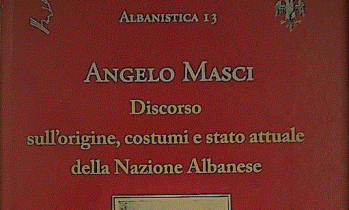 ALBANISTICA 13
ANGELO MASCI
Discorso
sull'origine, costumi e stato attuale
della Nazione Albanese